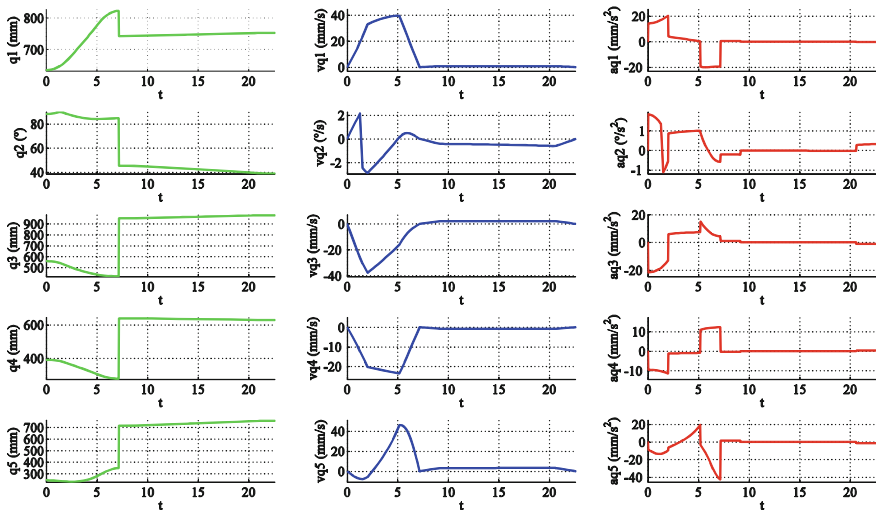 800
700
q1 (mm)
0 5 10 15 20
t
40
20
0
vq1 (mm/s)
0 5 10 15 20
t
20
0
-20
aq1 (mm/s²)
0 5 10 15 20
t
80
60
40
q2 (°)
0 5 10 15 20
t
2
0
-2
vq2 (°/s)
0 5 10 15 20
t
1
0
-1
aq2 (°/s²)
0 5 10 15 20
t
900
800
700
600
500
q3 (mm)
0 5 10 15 20
t
0
-20
-40
vq3 (mm/s)
0 5 10 15 20
t
20
0
-20
aq3 (mm/s²)
0 5 10 15 20
t
600
400
q4 (mm)
0 5 10 15 20
t
0
-10
-20
vq4 (mm/s)
0 5 10 15 20
t
10
0
-10
aq4 (mm/s²)
0 5 10 15 20
t
700
600
500
400
300
q5 (mm)
0 5 10 15 20
t
40
20
0
vq5 (mm/s)
0 5 10 15 20
t
20
0
-20
-40
aq5 (mm/s²)
0 5 10 15 20
t